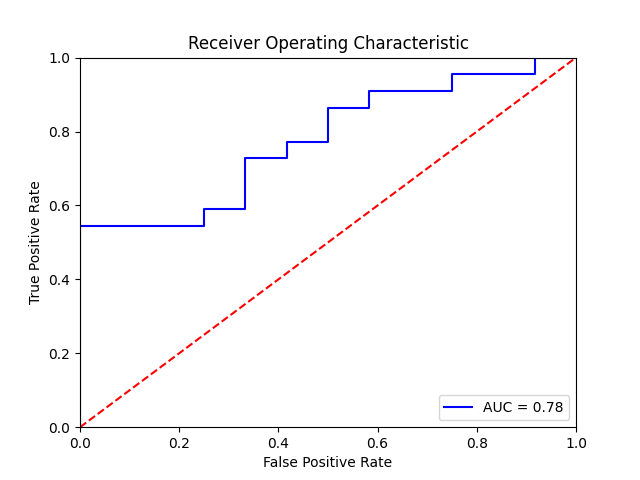 Receiver Operating Characteristic
1.0
0.8
0.6
0.4
0.2
0.0
True Positive Rate
AUC = 0.78
0.0 0.2 0.4 0.6 0.8 1.0
False Positive Rate